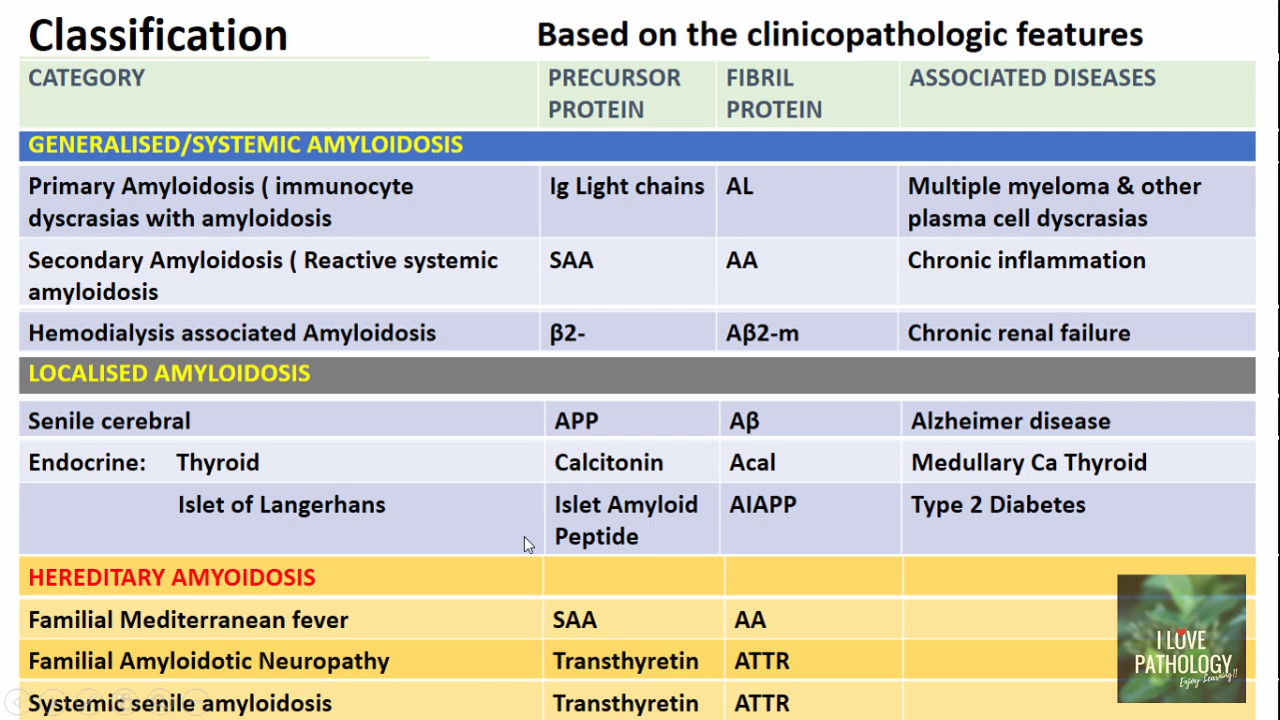 Classification
Based on the clinicopathologic features
CATEGORY
PRECURSOR
PROTEIN
FIBRIL
PROTEIN
ASSOCIATED DISEASES
GENERALISED/SYSTEMIC AMYLOIDOSIS
Primary Amyloidosis ( immunocyte
dyscrasias with amyloidosis
Ig Light chains
AL
Multiple myeloma & other
plasma cell dyscrasias
Secondary Amyloidosis ( Reactive systemic
amyloidosis
SAA
AA
Chronic inflammation
Hemodialysis associated Amyloidosis
β2-
Aβ2-m
Chronic renal failure
LOCALISED AMYLOIDOSIS
Senile cerebral
APP
Aβ
Alzheimer disease
Endocrine: Thyroid
Calcitonin
Acal
Medullary Ca Thyroid
Islet of Langerhans
Islet Amyloid
Peptide
AIAPP
Type 2 Diabetes
HEREDITARY AMYOIDOSIS
Familial Mediterranean fever
SAA
AA
Familial Amyloidotic Neuropathy
Transthyretin
ATTR
Systemic senile amyloidosis
Transthyretin
ATTR
I LOVE
PATHOLOGY
Enjoy Learning!!